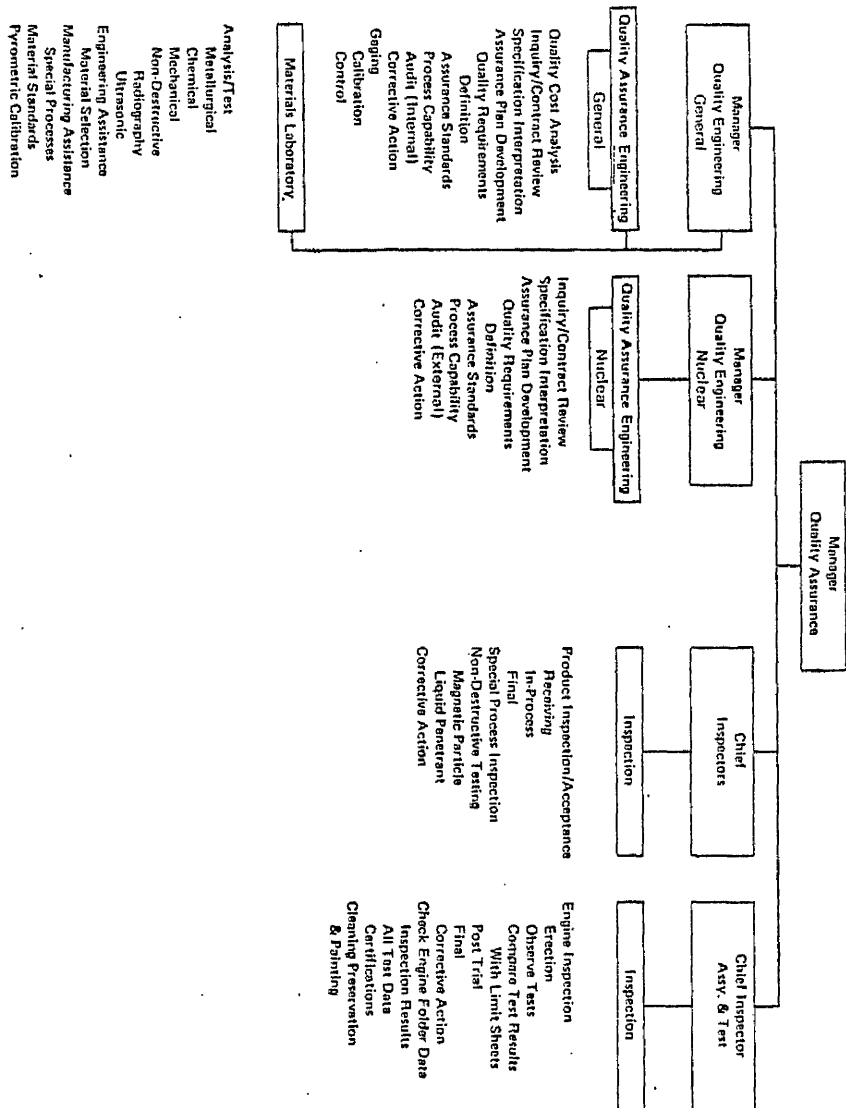 Manager
Quality Assurance
Manager
Quality Engineering
General
Quality Assurance Engineering
General
Quality Cost Analysis
Inquiry/Contract Review
Specification Interpretation
Assurance Plan Development
Quality Requirements
Definition
Assurance Standards
Process Capability
Audit (Internal)
Corrective Action
Gaging
Calibration
Control
Materials Laboratory
Analysis/Test
Metallurgical
Chemical
Mechanical
Non-Destructive
Radiography
Ultrasonic
Engineering Assistance
Material Selection
Manufacturing Assistance
Special Processes
Material Standards
Pyrometric Calibration
Manager
Quality Engineering
Nuclear
Quality Assurance Engineering
Nuclear
Inquiry/Contract Review
Specification Interpretation
Assurance Plan Development
Quality Requirements
Definition
Assurance Standards
Process Capability
Audit (External)
Corrective Action
Chief
Inspectors
Inspection
Product Inspection/Acceptance
Receiving
In-Process
Final
Special Process Inspection
Non-Destructive Testing
Magnetic Particle
Liquid Penetrant
Corrective Action
Chief Inspector
Assy. & Test
Inspection
Engine Inspection
Erection
Observe Tests
Compare Test Results
With Limit Sheets
Post Trial
Final
Corrective Action
Check Engine Folder Data
Inspection Results
All Test Data
Certifications
Cleaning Preservation
& Painting